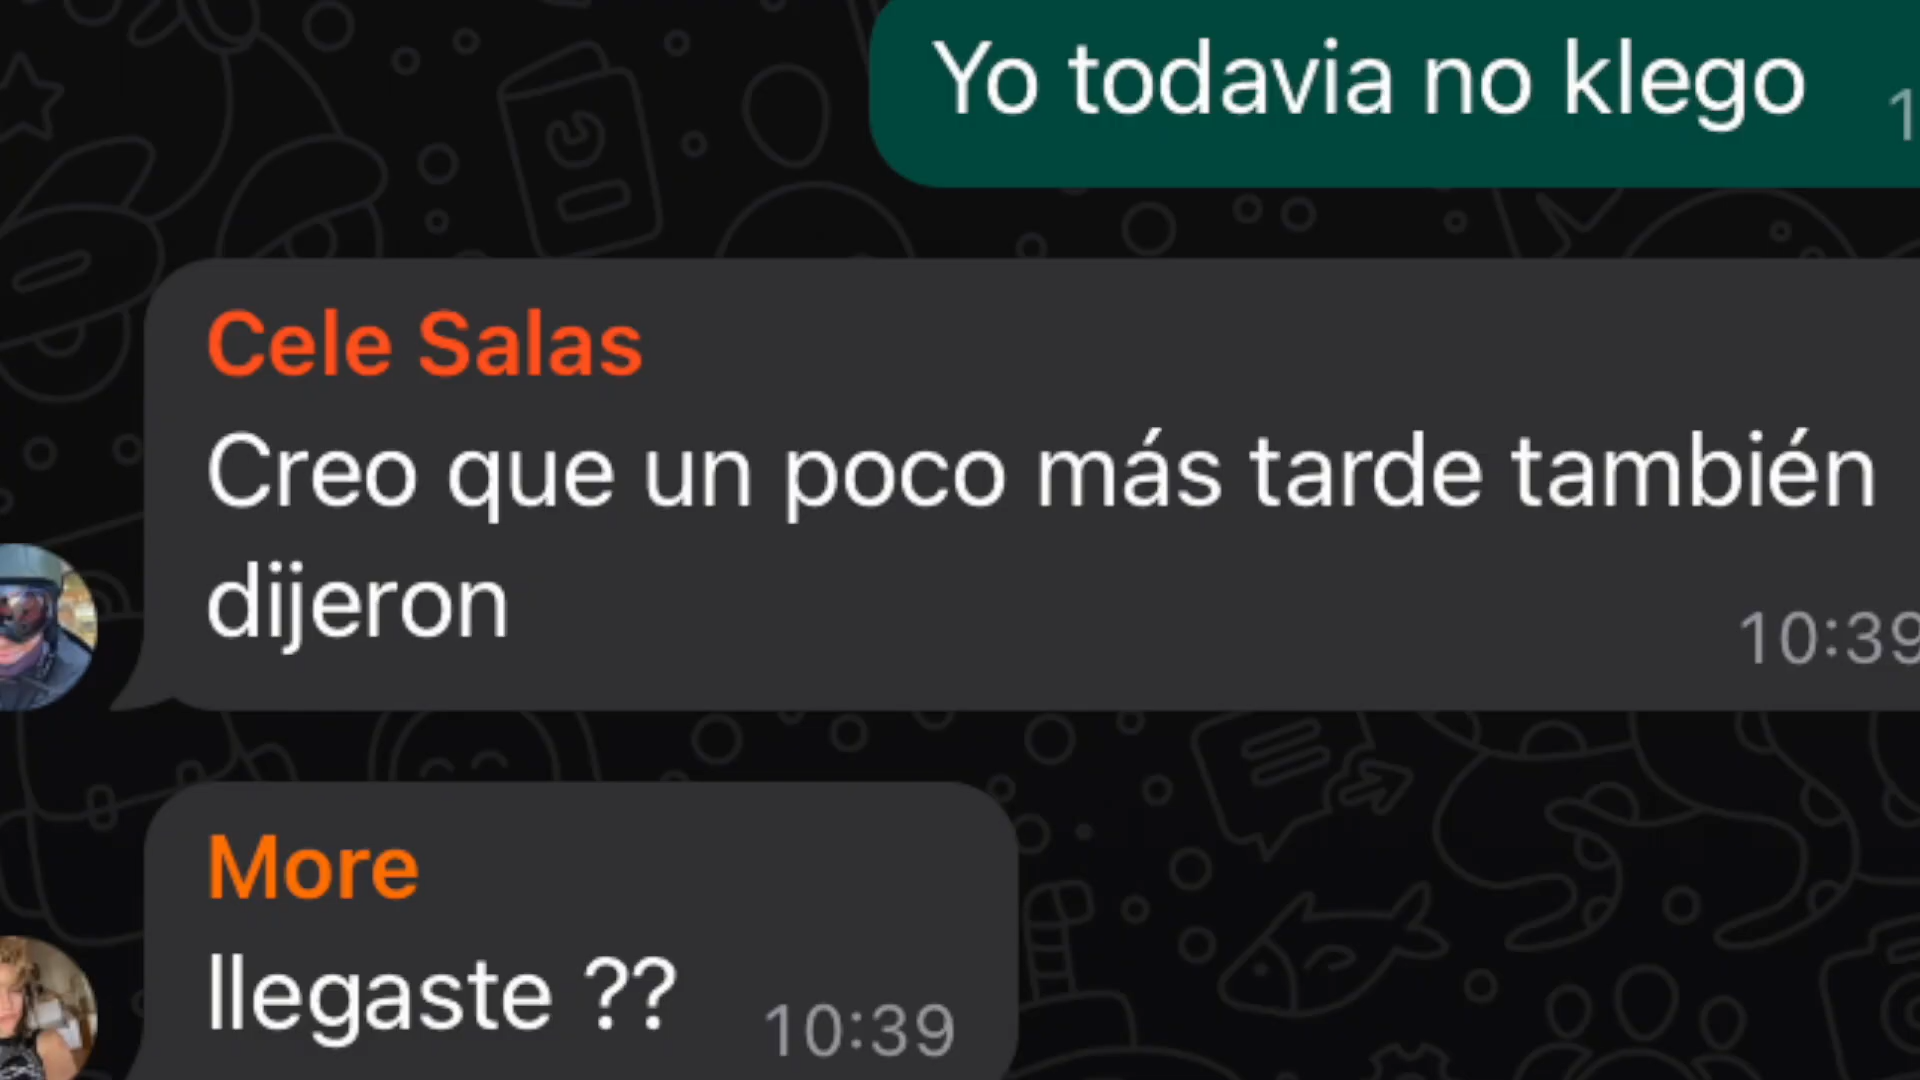 Yo todavia no klego
Cele Salas
Creo que un poco más tarde también
dijeron
10:39
More
llegaste ??
10:39